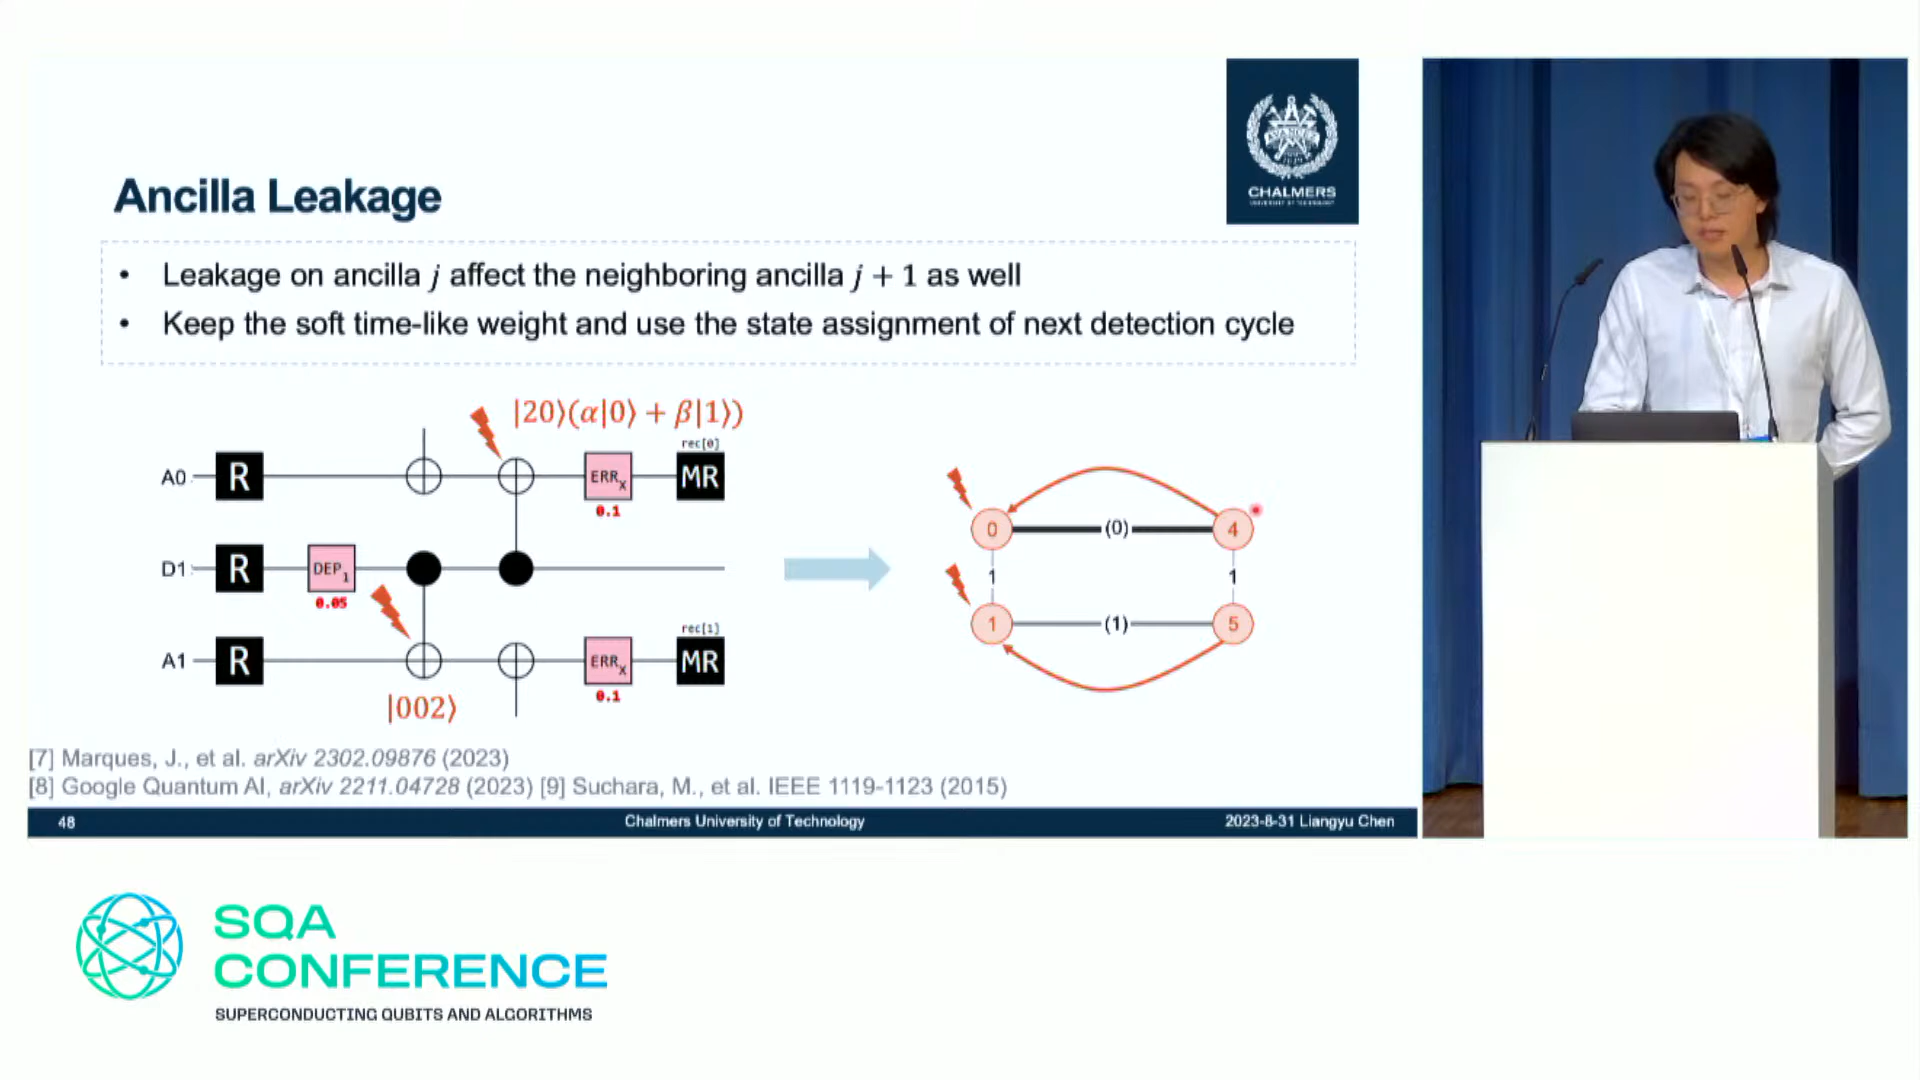 CHALMERS
UNIVERSITY OF TECHNOLOGY
Ancilla Leakage
• Leakage on ancilla j affect the neighboring ancilla j + 1 as well
• Keep the soft time-like weight and use the state assignment of next detection cycle
|20⟩(α|0⟩ + β|1⟩)
rec[0]
A0 R ERRX MR
0.1
D1 R DEP1
0.05
rec[1]
A1 R ERRX MR
0.1
|002⟩
0 (0) 4
1 1
1 (1) 5
[7] Marques, J., et al. arXiv 2302.09876 (2023)
[8] Google Quantum AI, arXiv 2211.04728 (2023) [9] Suchara, M., et al. IEEE 1119-1123 (2015)
48 Chalmers University of Technology 2023-8-31 Liangyu Chen
SQA
CONFERENCE
SUPERCONDUCTING QUBITS AND ALGORITHMS